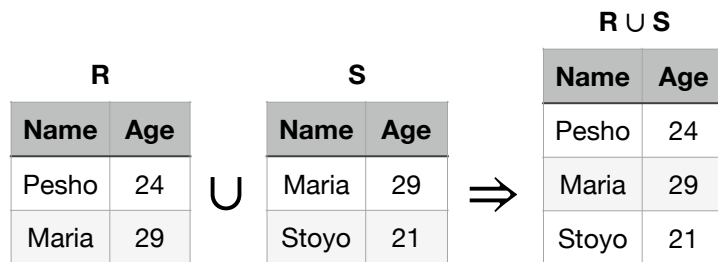 R ∪ S
R
S
Name Age
Name Age
Name Age
Pesho 24
Maria 29
∪
Maria 29
Stoyo 21
⇒
Pesho 24
Maria 29
Stoyo 21